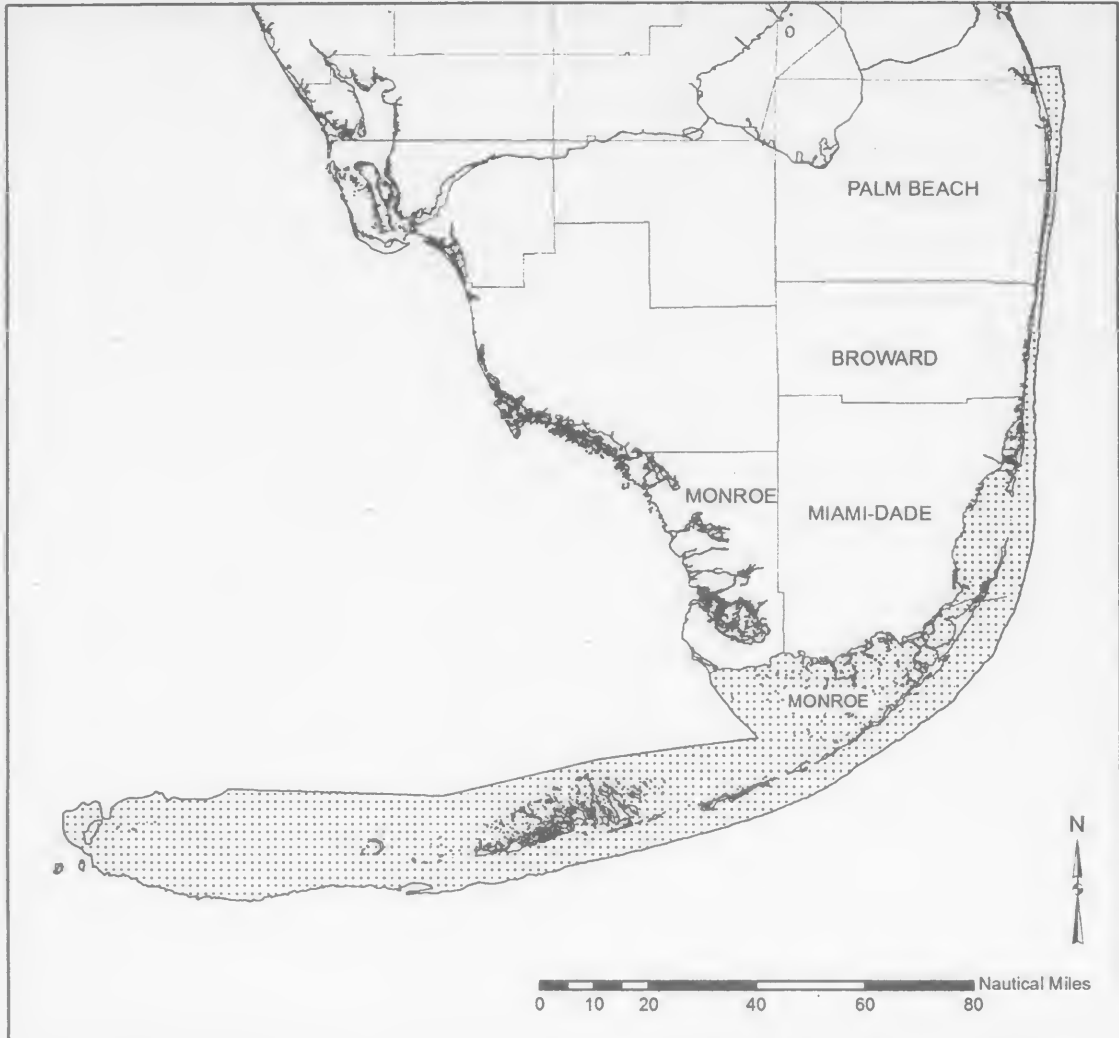 PALM BEACH
BROWARD
MONROE
MIAMI-DADE
MONROE
N
Nautical Miles
0 10 20 40 60 80